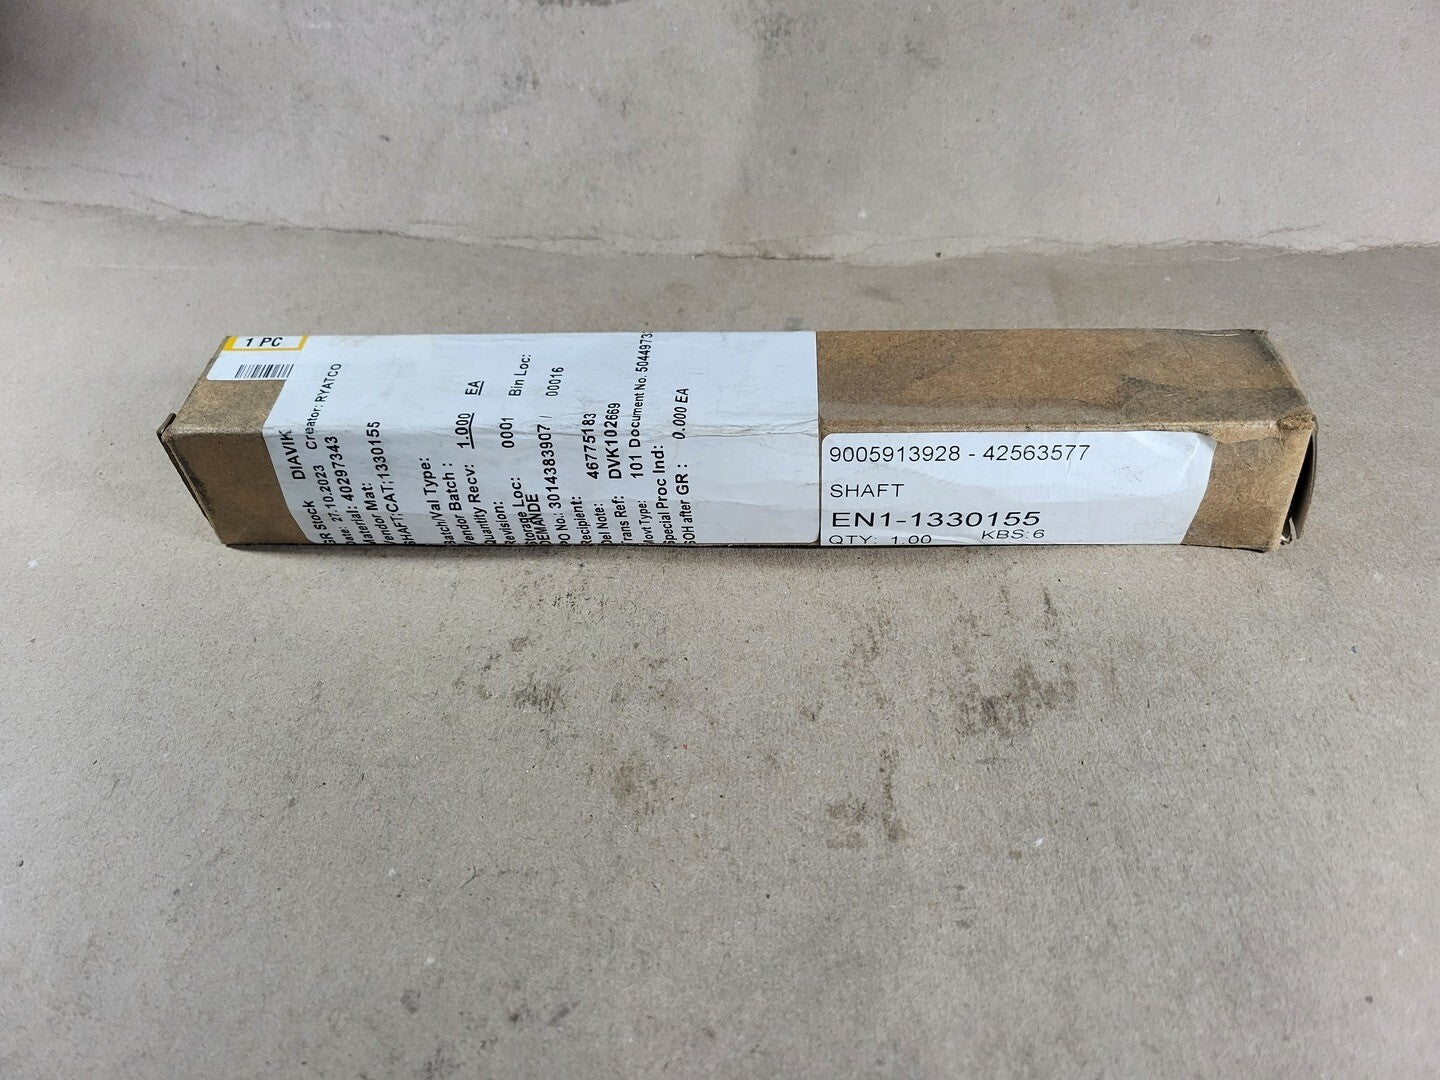 1 PC
DIAVIK
GR Stock
Date: 27.10.2023 Creator: RYATCO
Material: 40297343
Vendor Mat:
SHAFT;CAT;1330155
Batch/Val Type:
Vendor Batch :
Quantity Recv: 1.000 EA
Revision:
Storage Loc: 0001 Bin Loc:
DEMANDE
PO No.: 3014383907 / 00016
Recipient:
Del Note: 46775183
Trans Ref: DVK102669
Movt Type: 101 Document No. 5044973
Special Proc Ind:
SOH after GR : 0.000 EA
9005913928 - 42563577
SHAFT
EN1-1330155
QTY: 1.00 KBS: 6